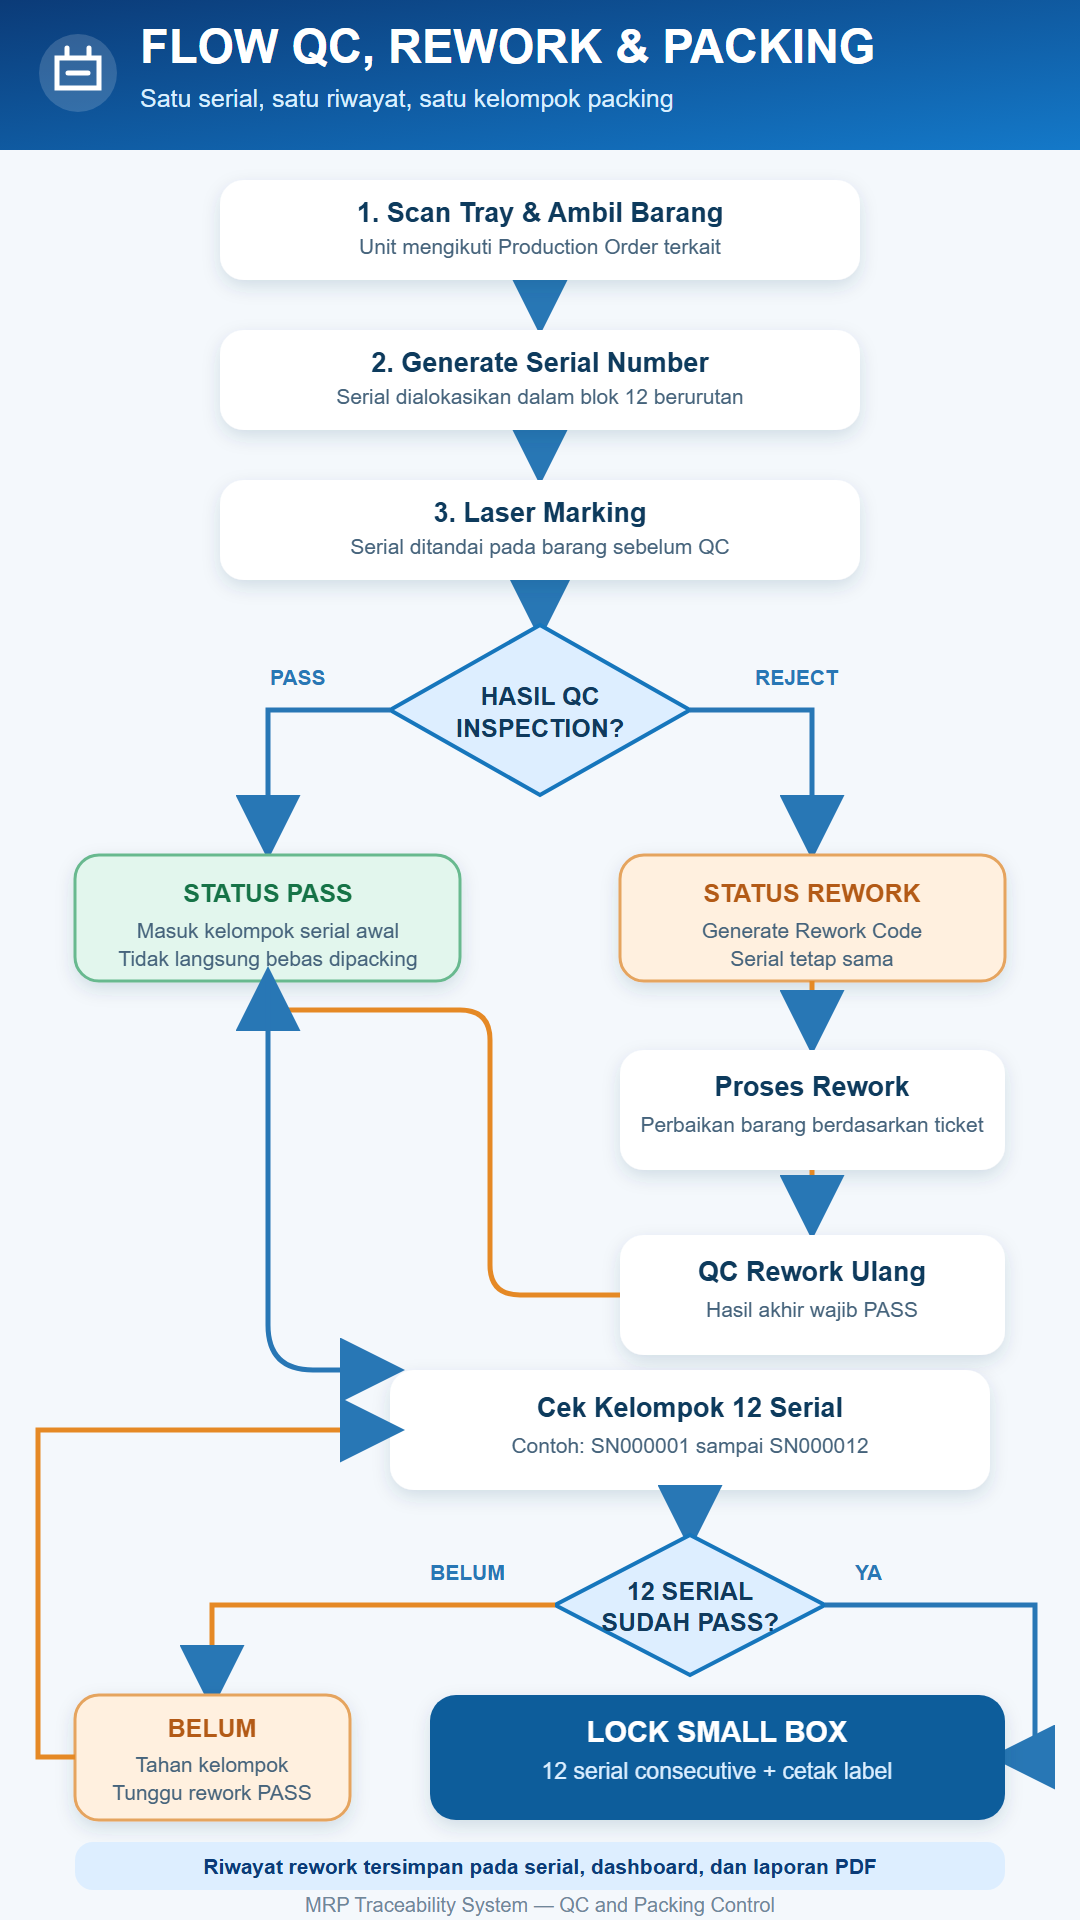 FLOW QC, REWORK & PACKING
Satu serial, satu riwayat, satu kelompok packing
1. Scan Tray & Ambil Barang
Unit mengikuti Production Order terkait
2. Generate Serial Number
Serial dialokasikan dalam blok 12 berurutan
3. Laser Marking
Serial ditandai pada barang sebelum QC
PASS
REJECT
HASIL QC
INSPECTION?
STATUS PASS
Masuk kelompok serial awal
Tidak langsung bebas dipacking
STATUS REWORK
Generate Rework Code
Serial tetap sama
Proses Rework
Perbaikan barang berdasarkan ticket
QC Rework Ulang
Hasil akhir wajib PASS
Cek Kelompok 12 Serial
Contoh: SN000001 sampai SN000012
BELUM
YA
12 SERIAL
SUDAH PASS?
BELUM
Tahan kelompok
Tunggu rework PASS
LOCK SMALL BOX
12 serial consecutive + cetak label
Riwayat rework tersimpan pada serial, dashboard, dan laporan PDF
MRP Traceability System — QC and Packing Control